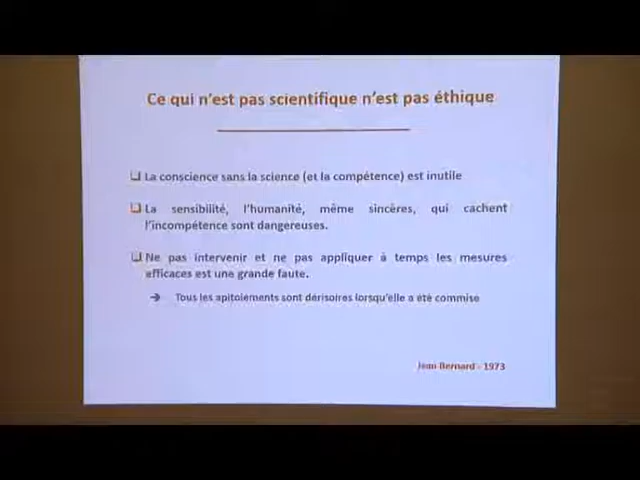 Ce qui n'est pas scientifique n'est pas éthique
❑ La conscience sans la science (et la compétence) est inutile
❑ La sensibilité, l'humanité, même sincères, qui cachent
l'incompétence sont dangereuses.
❑ Ne pas intervenir et ne pas appliquer à temps les mesures
efficaces est une grande faute.
➔ Tous les apitoiements sont dérisoires lorsqu'elle a été commise
Jean Bernard - 1973